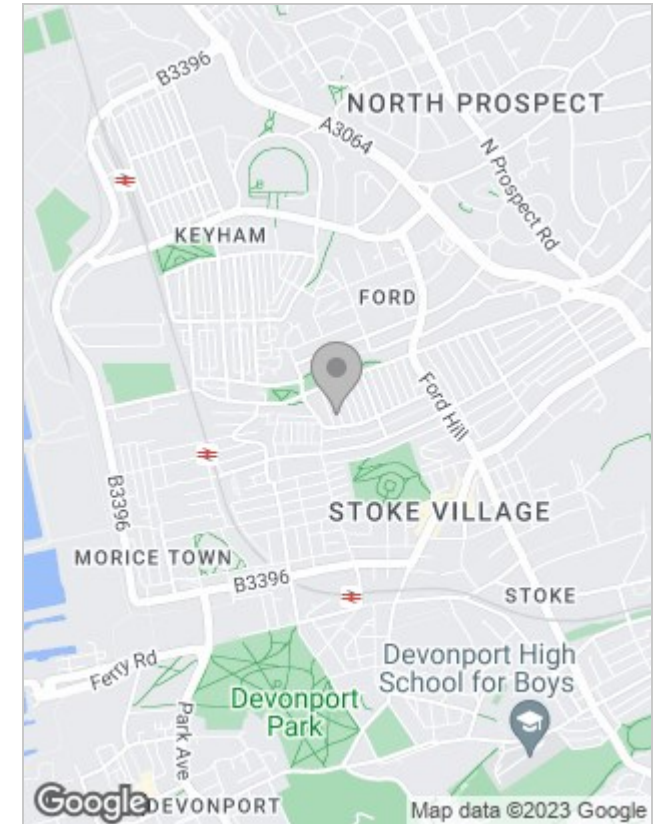 B3396
NORTH PROSPECT
A3064
N Prospect Rd
KEYHAM
FORD
Ford Hill
B3396
STOKE VILLAGE
MORICE TOWN
B3396
STOKE
Ferry Rd
Devonport High
School for Boys
Park Ave
Devonport
Park
Google
DEVONPORT
Map data ©2023 Google